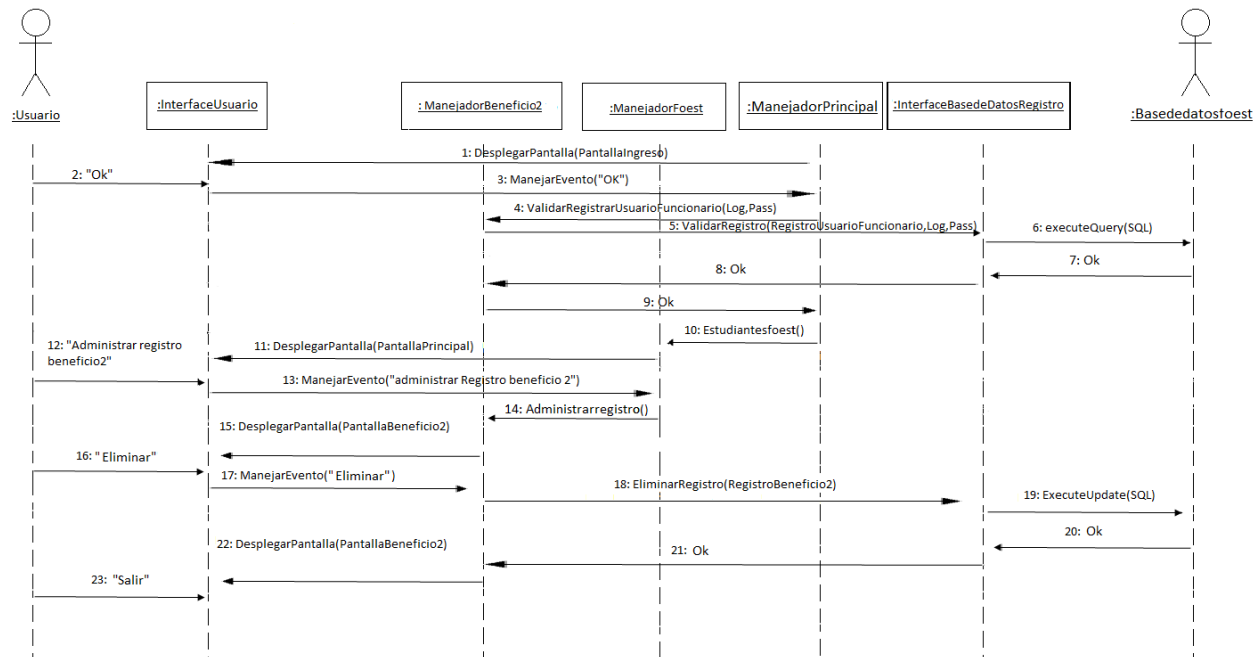 :Usuario
:InterfaceUsuario
: ManejadorBeneficio2
:ManejadorFoest
:ManejadorPrincipal
:InterfaceBasedeDatosRegistro
:Basededatosfoest
1: DesplegarPantalla(PantallaIngreso)
2: "Ok"
3: ManejarEvento("OK")
4: ValidarRegistrarUsuarioFuncionario(Log,Pass)
5: ValidarRegistro(RegistroUsuarioFuncionario,Log,Pass)
6: executeQuery(SQL)
7: Ok
8: Ok
9: Ok
10: Estudiantesfoest()
11: DesplegarPantalla(PantallaPrincipal)
12: "Administrar registro
beneficio2"
13: ManejarEvento("administrar Registro beneficio 2")
14: Administrarregistro()
15: DesplegarPantalla(PantallaBeneficio2)
16: "Eliminar"
17: ManejarEvento("Eliminar")
18: EliminarRegistro(RegistroBeneficio2)
19: ExecuteUpdate(SQL)
20: Ok
21: Ok
22: DesplegarPantalla(PantallaBeneficio2)
23: "Salir"